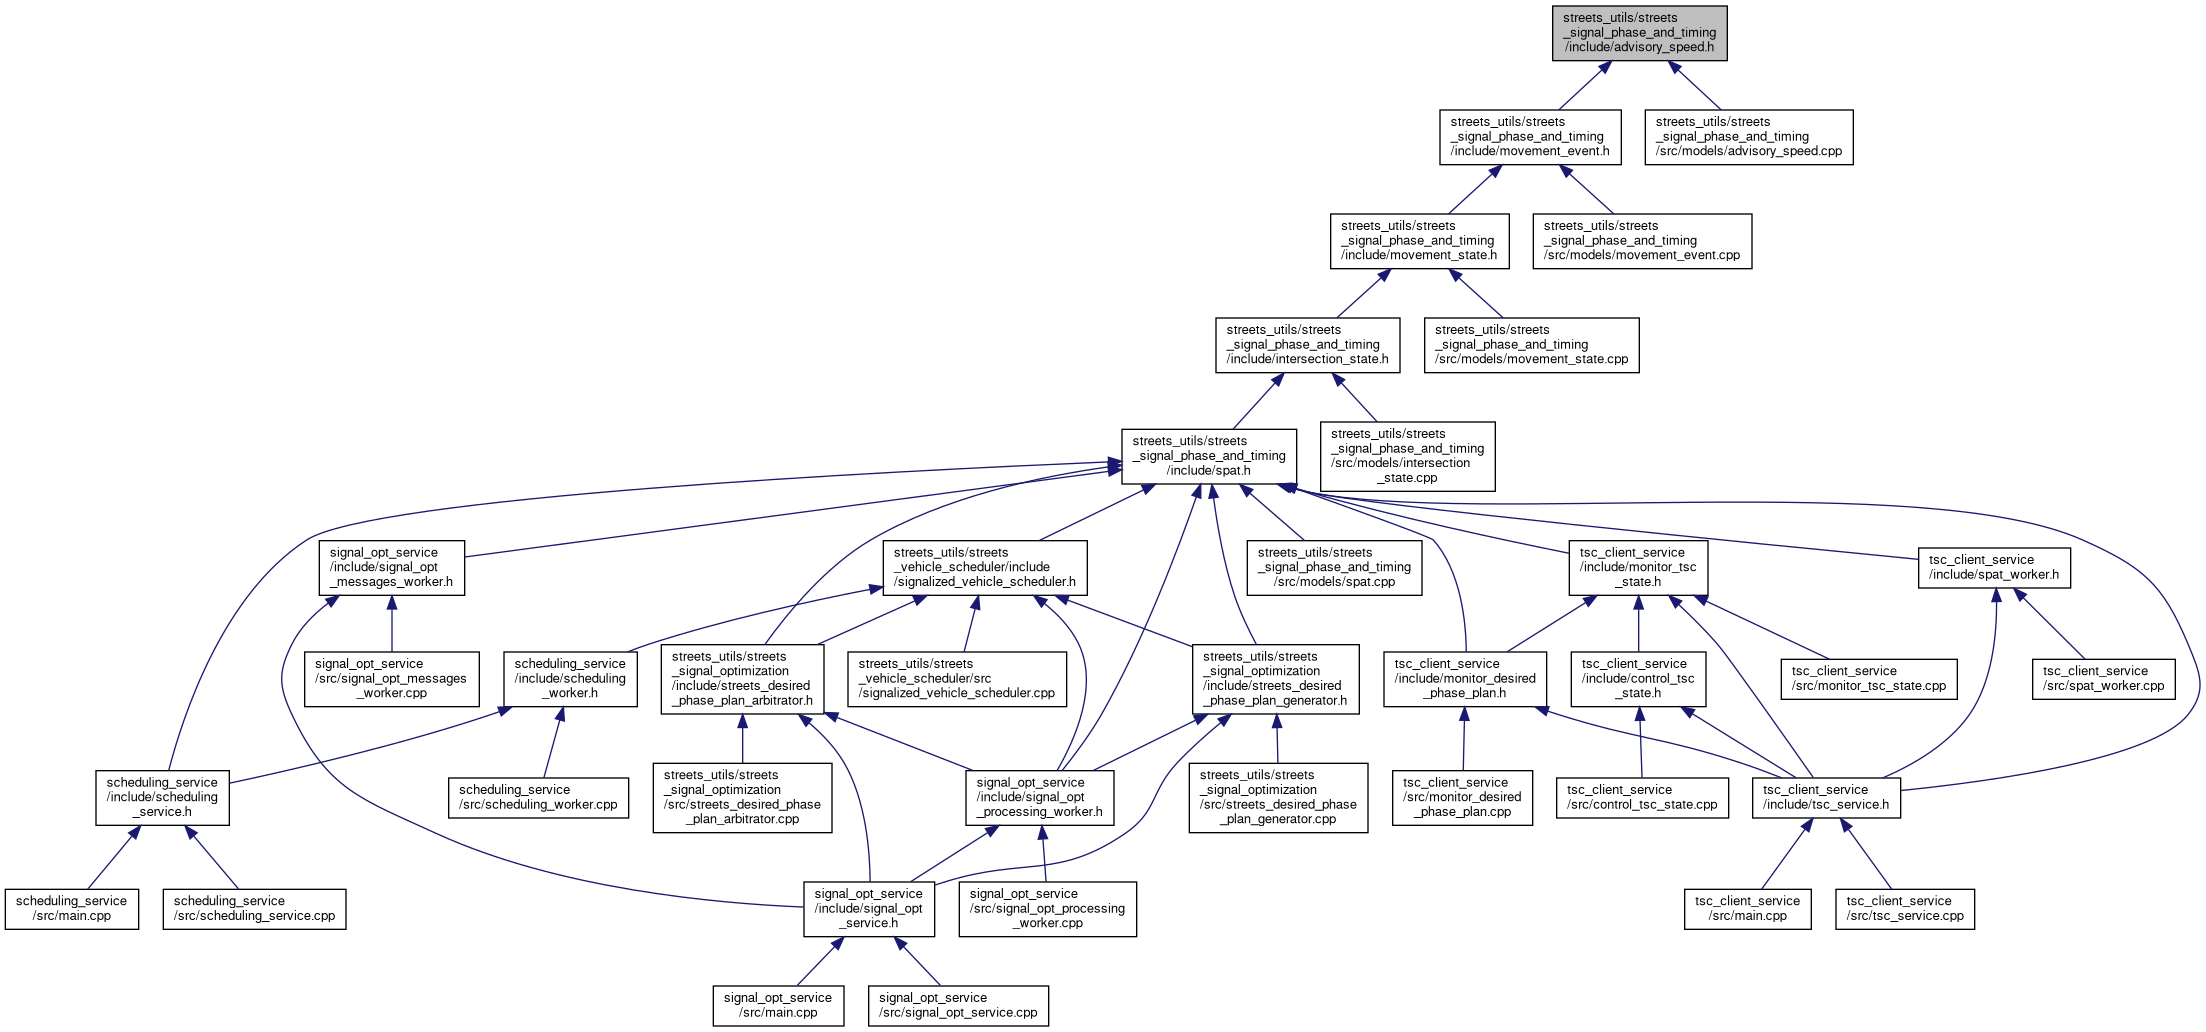 streets_utils/streets
_signal_phase_and_timing
/include/advisory_speed.h
streets_utils/streets
_signal_phase_and_timing
/include/movement_event.h
streets_utils/streets
_signal_phase_and_timing
/src/models/advisory_speed.cpp
streets_utils/streets
_signal_phase_and_timing
/include/movement_state.h
streets_utils/streets
_signal_phase_and_timing
/src/models/movement_event.cpp
streets_utils/streets
_signal_phase_and_timing
/include/intersection_state.h
streets_utils/streets
_signal_phase_and_timing
/src/models/movement_state.cpp
streets_utils/streets
_signal_phase_and_timing
/include/spat.h
streets_utils/streets
_signal_phase_and_timing
/src/models/intersection
_state.cpp
signal_opt_service
/include/signal_opt
_messages_worker.h
streets_utils/streets
_vehicle_scheduler/include
/signalized_vehicle_scheduler.h
streets_utils/streets
_signal_phase_and_timing
/src/models/spat.cpp
tsc_client_service
/include/monitor_tsc
_state.h
tsc_client_service
/include/spat_worker.h
signal_opt_service
/src/signal_opt_messages
_worker.cpp
scheduling_service
/include/scheduling
_worker.h
streets_utils/streets
_signal_optimization
/include/streets_desired
_phase_plan_arbitrator.h
streets_utils/streets
_vehicle_scheduler/src
/signalized_vehicle_scheduler.cpp
streets_utils/streets
_signal_optimization
/include/streets_desired
_phase_plan_generator.h
tsc_client_service
/include/monitor_desired
_phase_plan.h
tsc_client_service
/include/control_tsc
_state.h
tsc_client_service
/src/monitor_tsc_state.cpp
tsc_client_service
/src/spat_worker.cpp
scheduling_service
/include/scheduling
_service.h
scheduling_service
/src/scheduling_worker.cpp
streets_utils/streets
_signal_optimization
/src/streets_desired_phase
_plan_arbitrator.cpp
signal_opt_service
/include/signal_opt
_processing_worker.h
streets_utils/streets
_signal_optimization
/src/streets_desired_phase
_plan_generator.cpp
tsc_client_service
/src/monitor_desired
_phase_plan.cpp
tsc_client_service
/src/control_tsc_state.cpp
tsc_client_service
/include/tsc_service.h
scheduling_service
/src/main.cpp
scheduling_service
/src/scheduling_service.cpp
signal_opt_service
/include/signal_opt
_service.h
signal_opt_service
/src/signal_opt_processing
_worker.cpp
tsc_client_service
/src/main.cpp
tsc_client_service
/src/tsc_service.cpp
signal_opt_service
/src/main.cpp
signal_opt_service
/src/signal_opt_service.cpp